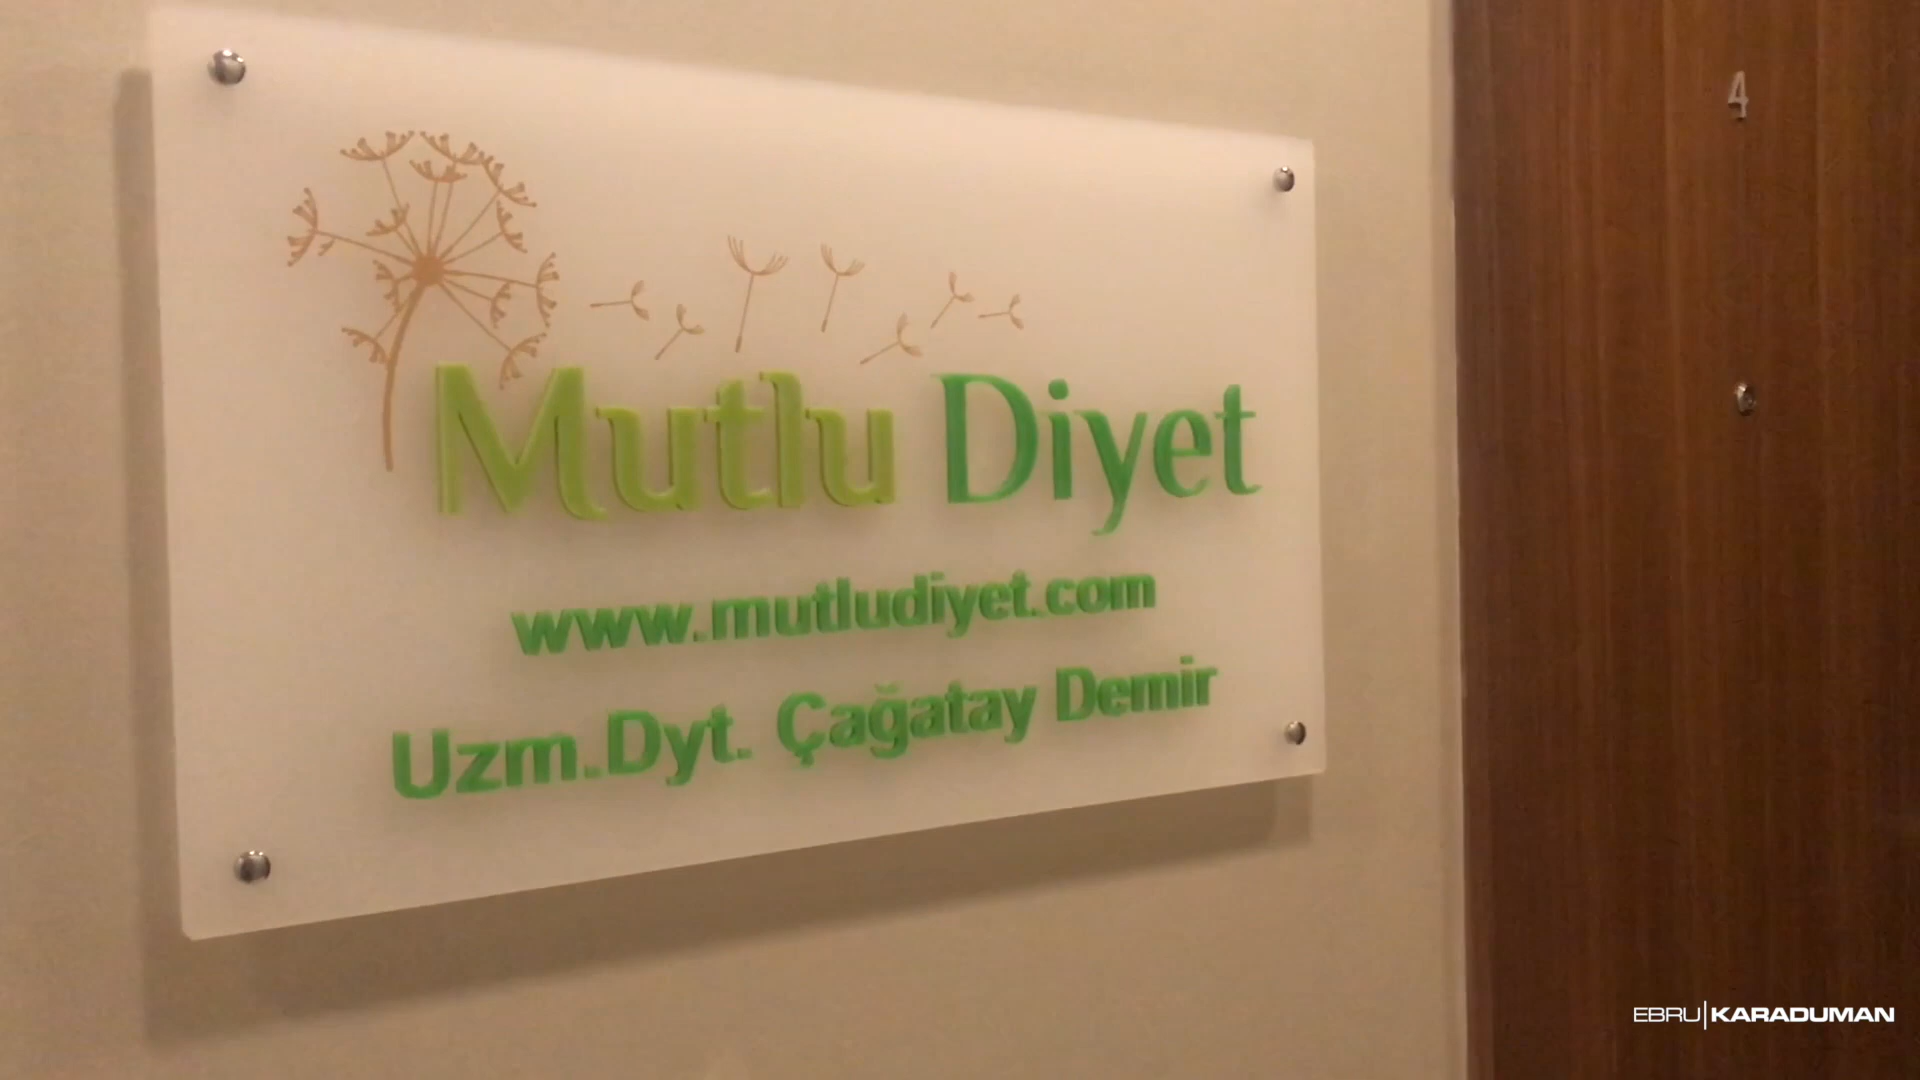 Mutlu Diyet
www.mutludiyet.com
Uzm.Dyt. Çağatay Demir
4
EBRU|KARADUMAN